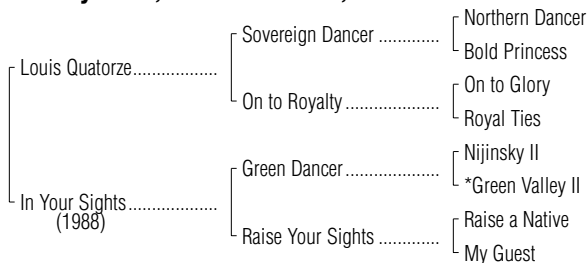 Northern Dancer
Sovereign Dancer .............
Bold Princess
Louis Quatorze..................
On to Glory
On to Royalty ....................
Royal Ties
Nijinsky II
Green Dancer....................
*Green Valley II
In Your Sights...................
(1988)
Raise a Native
Raise Your Sights .............
My Guest